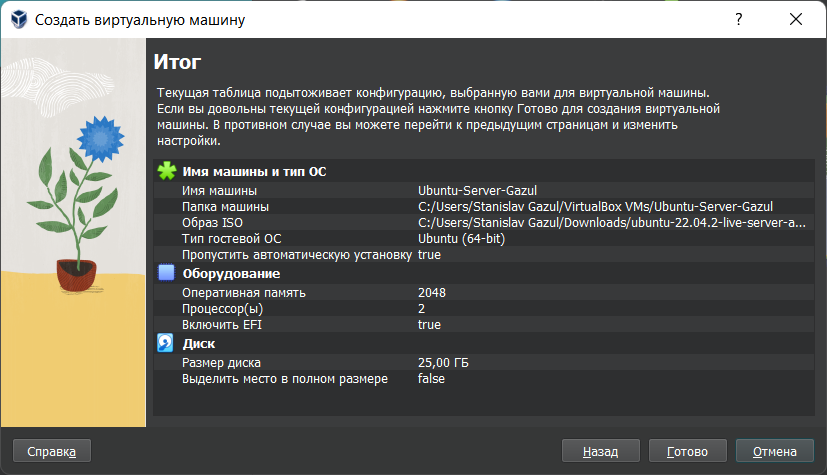 Создать виртуальную машину
?
Итог
Текущая таблица подытоживает конфигурацию, выбранную вами для виртуальной машины.
Если вы довольны текущей конфигурацией нажмите кнопку Готово для создания виртуальной
машины. В противном случае вы можете перейти к предыдущим страницам и изменить
настройки.
Имя машины и тип ОС
Имя машины Ubuntu-Server-Gazul
Папка машины C:/Users/Stanislav Gazul/VirtualBox VMs/Ubuntu-Server-Gazul
Образ ISO C:/Users/Stanislav Gazul/Downloads/ubuntu-22.04.2-live-server-a...
Тип гостевой ОС Ubuntu (64-bit)
Пропустить автоматическую установку true
Оборудование
Оперативная память 2048
Процессор(ы) 2
Включить EFI true
Диск
Размер диска 25,00 ГБ
Выделить место в полном размере false
Справка Назад Готово Отмена